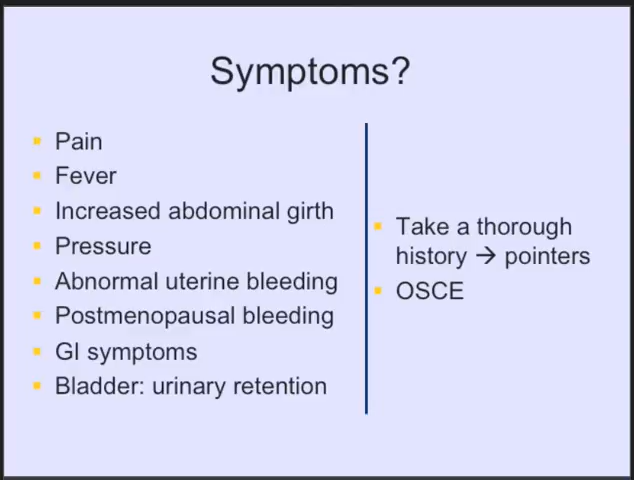 Symptoms?
Pain
Fever
Increased abdominal girth
Pressure
Abnormal uterine bleeding
Postmenopausal bleeding
GI symptoms
Bladder: urinary retention
Take a thorough
history → pointers
OSCE